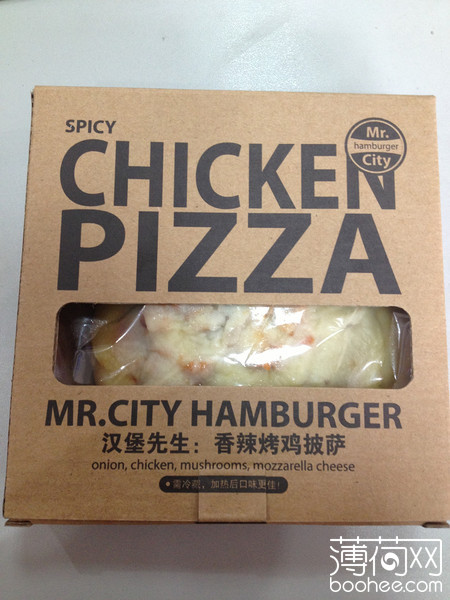 SPICY
CHICKEN
PIZZA
Mr.
hamburger
City
MR.CITY HAMBURGER
汉堡先生：香辣烤鸡披萨
onion, chicken, mushrooms, mozzarella cheese
●需冷藏，加热后口味更佳！
薄荷网
boohee.com